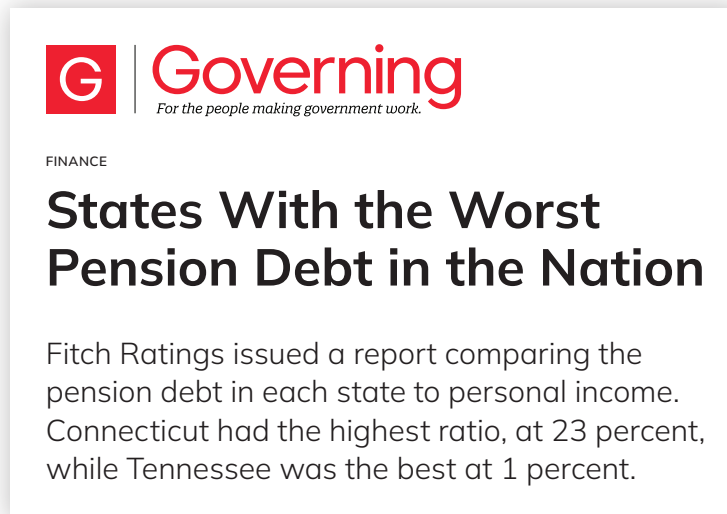 G
Governing
For the people making government work.
FINANCE
States With the Worst
Pension Debt in the Nation
Fitch Ratings issued a report comparing the
pension debt in each state to personal income.
Connecticut had the highest ratio, at 23 percent,
while Tennessee was the best at 1 percent.